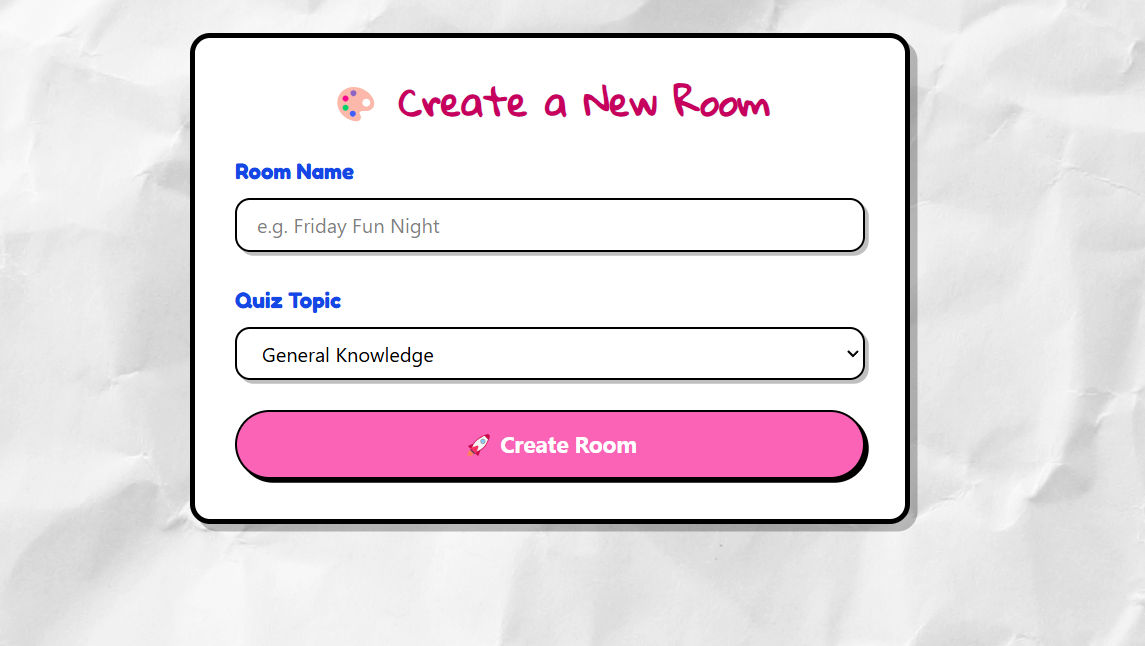 Create a New Room
Room Name
e.g. Friday Fun Night
Quiz Topic
General Knowledge
Create Room